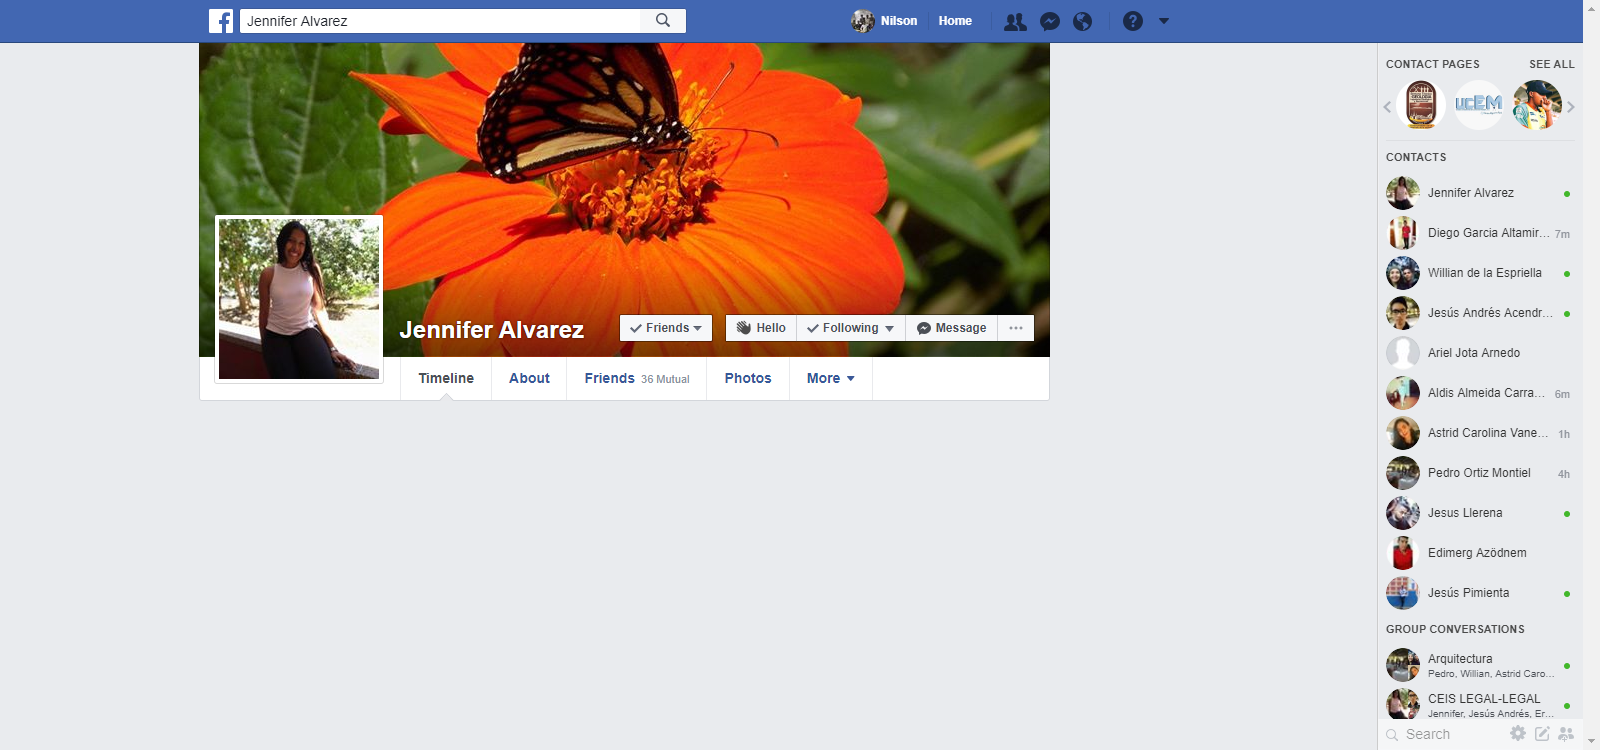 Jennifer Alvarez
Nilson
Home
CONTACT PAGES
SEE ALL
UCEM
CONTACTS
Jennifer Alvarez
Diego Garcia Altamir... 7m
Willian de la Espriella
Jesús Andrés Acendr...
Ariel Jota Arnedo
Aldis Almeida Carra... 6m
Astrid Carolina Vane... 1h
Pedro Ortiz Montiel 4h
Jesus Llerena
Edimerg Azödnem
Jesús Pimienta
GROUP CONVERSATIONS
Arquitectura
Pedro, Willian, Astrid Caro...
CEIS LEGAL-LEGAL
Jennifer, Jesús Andrés, Er...
Search
Jennifer Alvarez
Friends
Hello
Following
Message
Timeline
About
Friends 36 Mutual
Photos
More